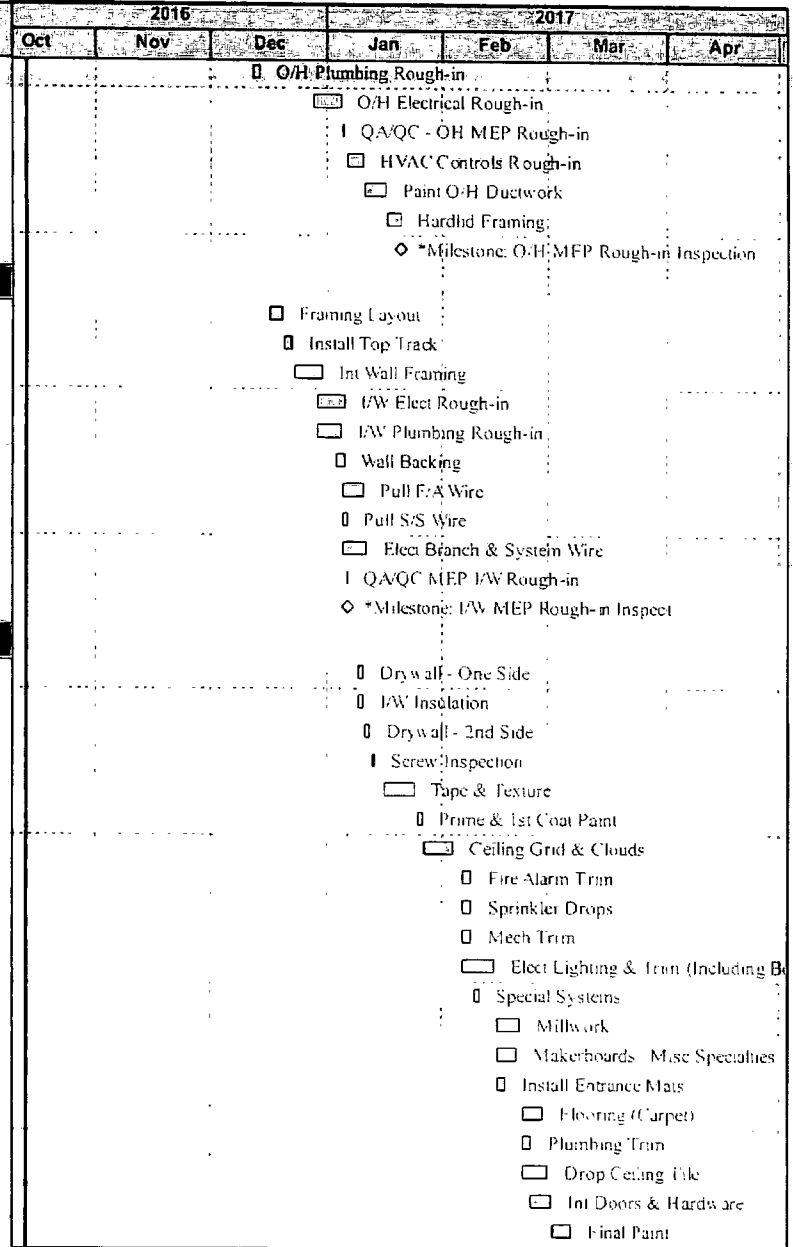 2016 2017
Oct Nov Dec Jan Feb Mar Apr
O/H Plumbing Rough-in
O/H Electrical Rough-in
QA/QC - OH MEP Rough-in
HVAC Controls Rough-in
Paint O/H Ductwork
Hardlid Framing
*Milestone: O/H MEP Rough-in Inspection
Framing Layout
Install Top Track
Int Wall Framing
I/W Elect Rough-in
I/W Plumbing Rough-in
Wall Backing
Pull F/A Wire
Pull S/S Wire
Elect Branch & System Wire
QA/QC MEP I/W Rough-in
*Milestone: I/W MEP Rough-in Inspect
Drywall - One Side
I/W Insulation
Drywall - 2nd Side
Screw Inspection
Tape & Texture
Prime & 1st Coat Paint
Ceiling Grid & Clouds
Fire Alarm Trim
Sprinkler Drops
Mech Trim
Elect Lighting & Trim (Including Be
Special Systems
Millwork
Makerboards Misc Specialties
Install Entrance Mats
Flooring (Carpet)
Plumbing Trim
Drop Ceiling Tile
Int Doors & Hardware
Final Paint